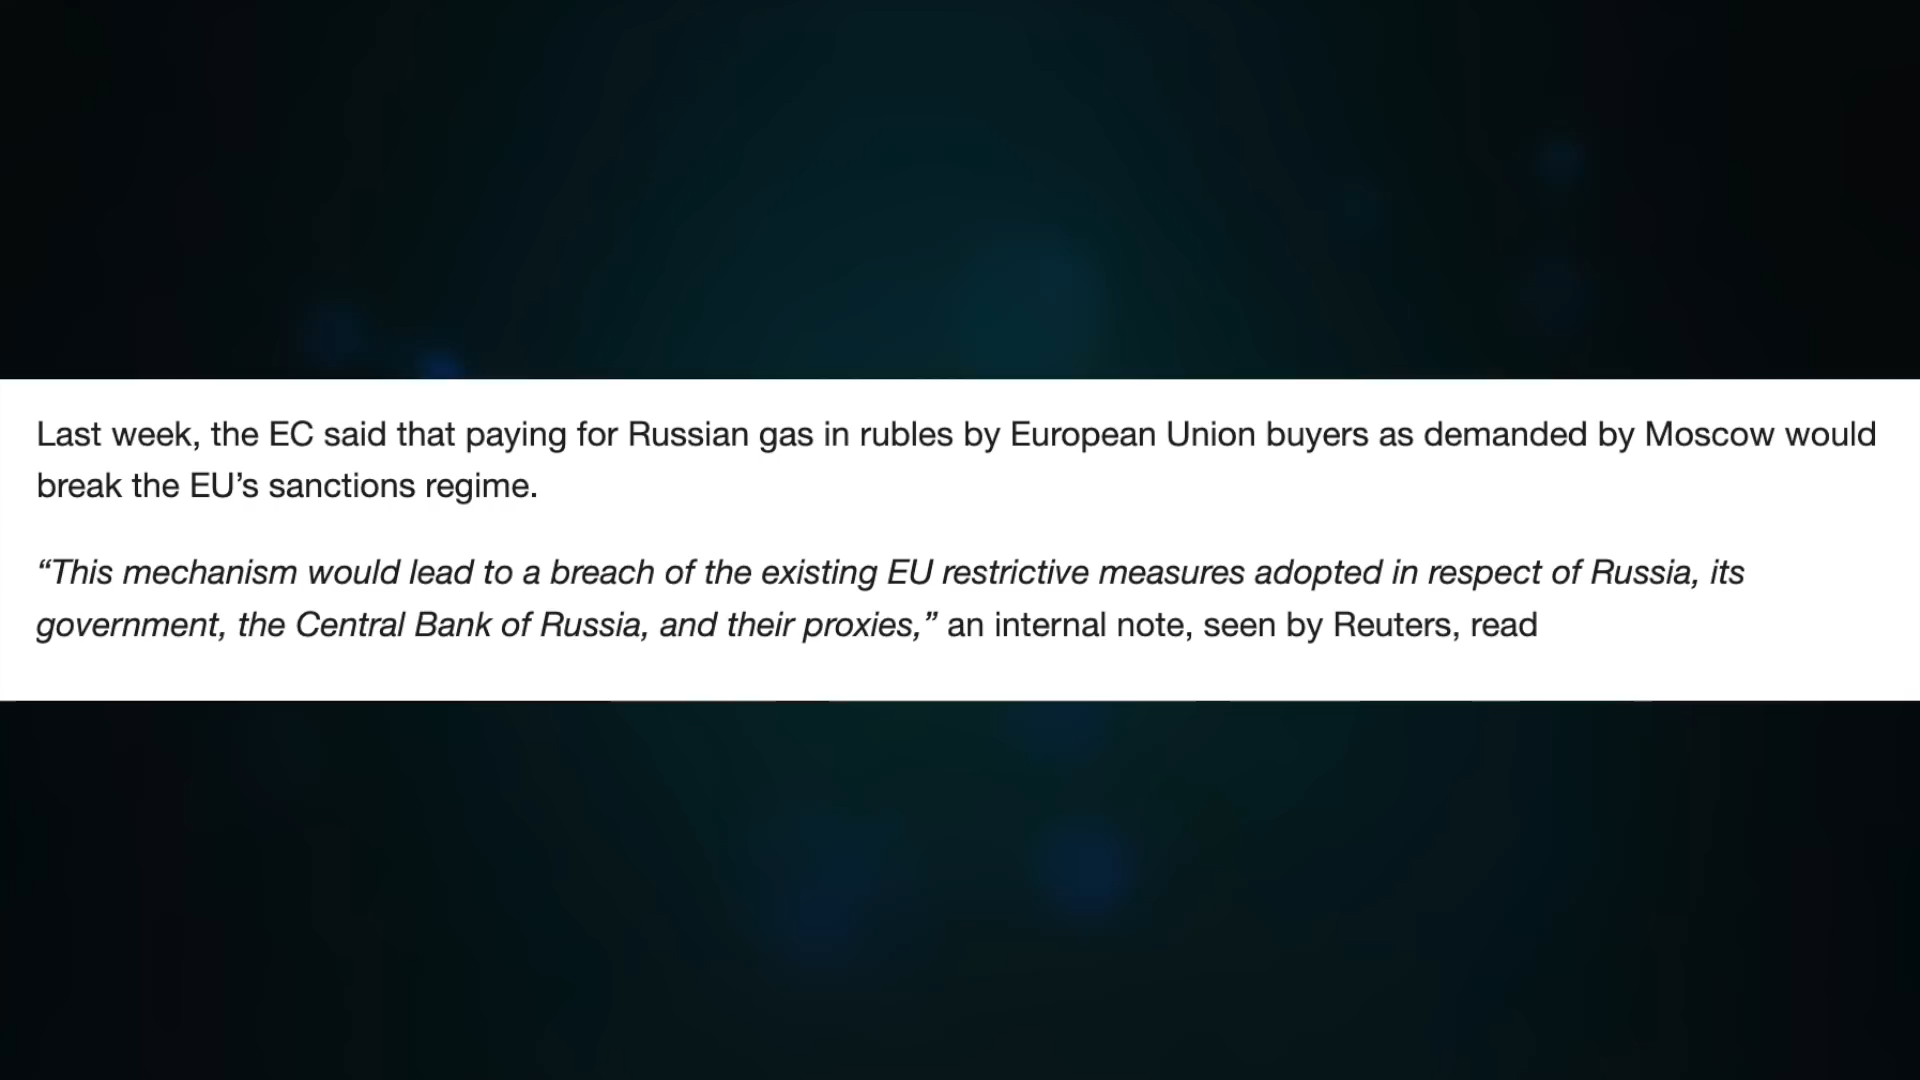 Last week, the EC said that paying for Russian gas in rubles by European Union buyers as demanded by Moscow would
break the EU’s sanctions regime.
“This mechanism would lead to a breach of the existing EU restrictive measures adopted in respect of Russia, its
government, the Central Bank of Russia, and their proxies,” an internal note, seen by Reuters, read